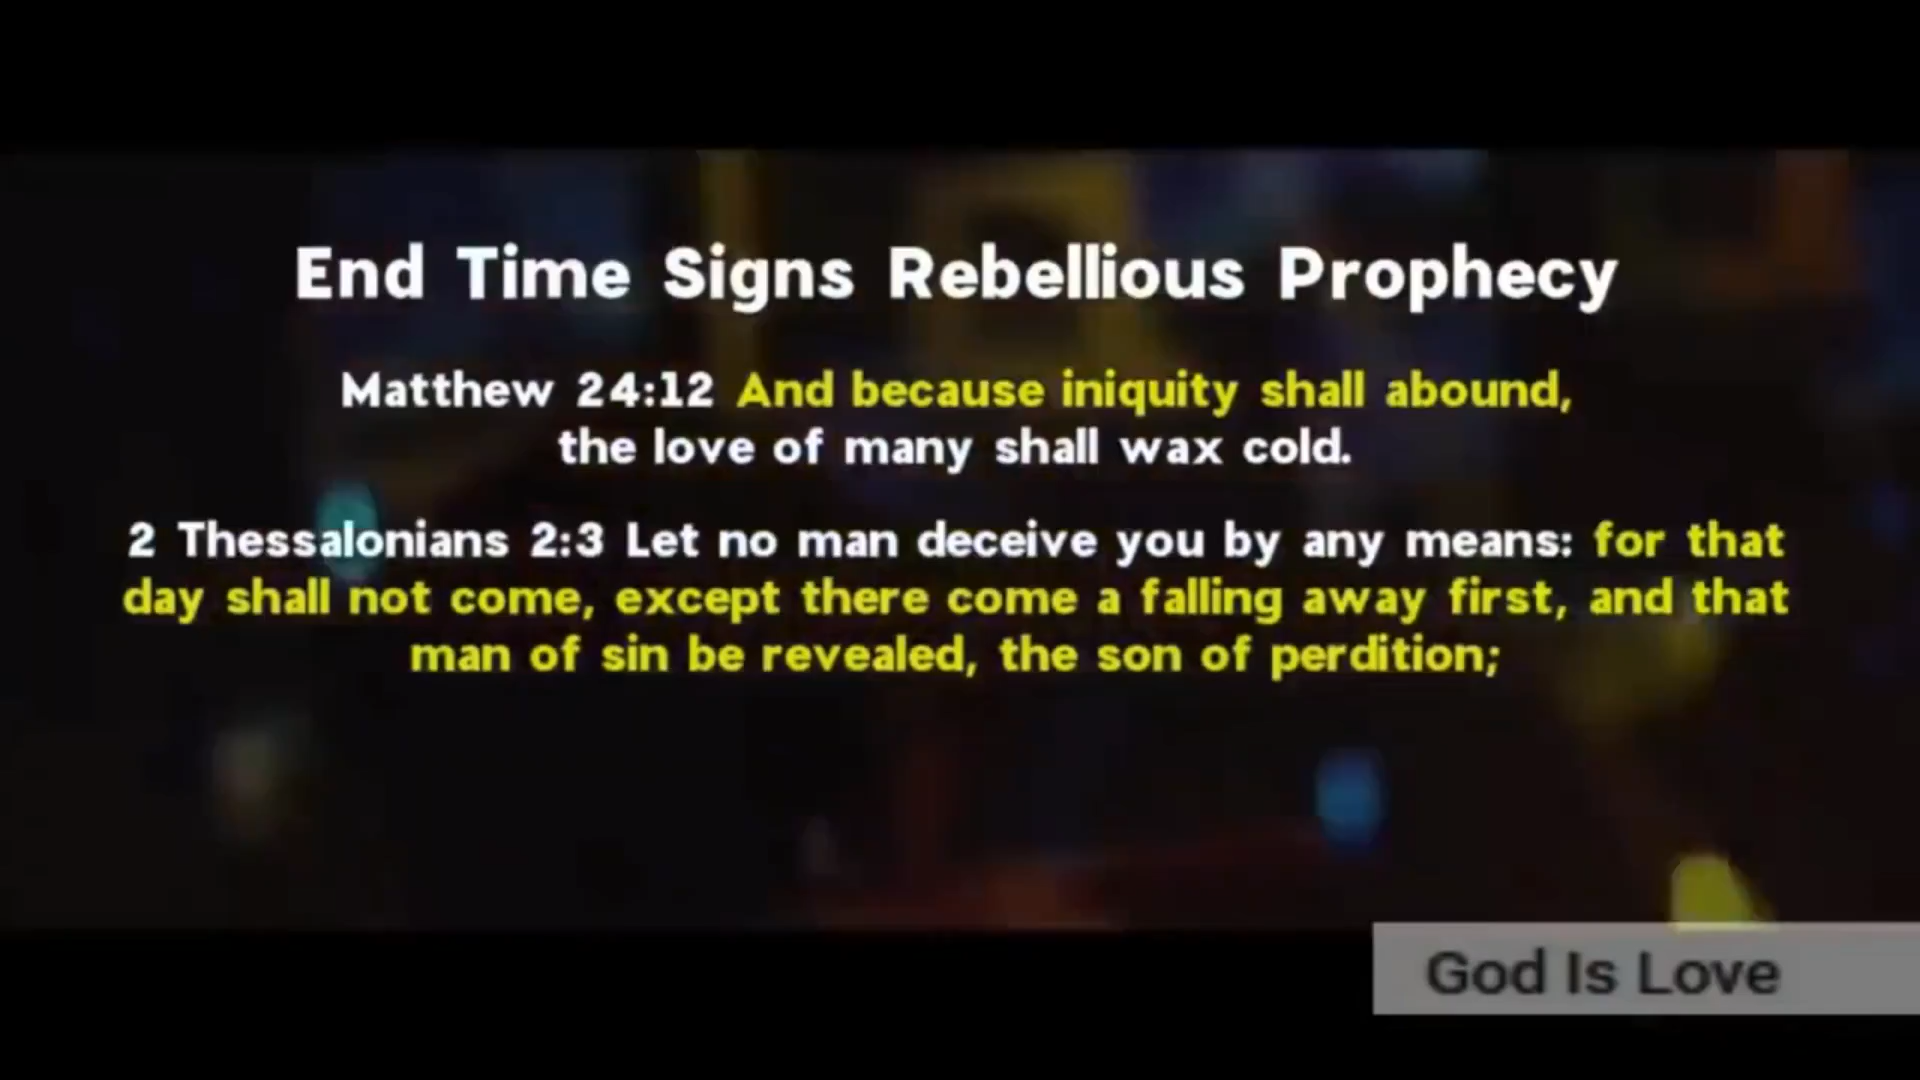 End Time Signs Rebellious Prophecy
Matthew 24:12 And because iniquity shall abound,
the love of many shall wax cold.
2 Thessalonians 2:3 Let no man deceive you by any means: for that
day shall not come, except there come a falling away first, and that
man of sin be revealed, the son of perdition;
God Is Love